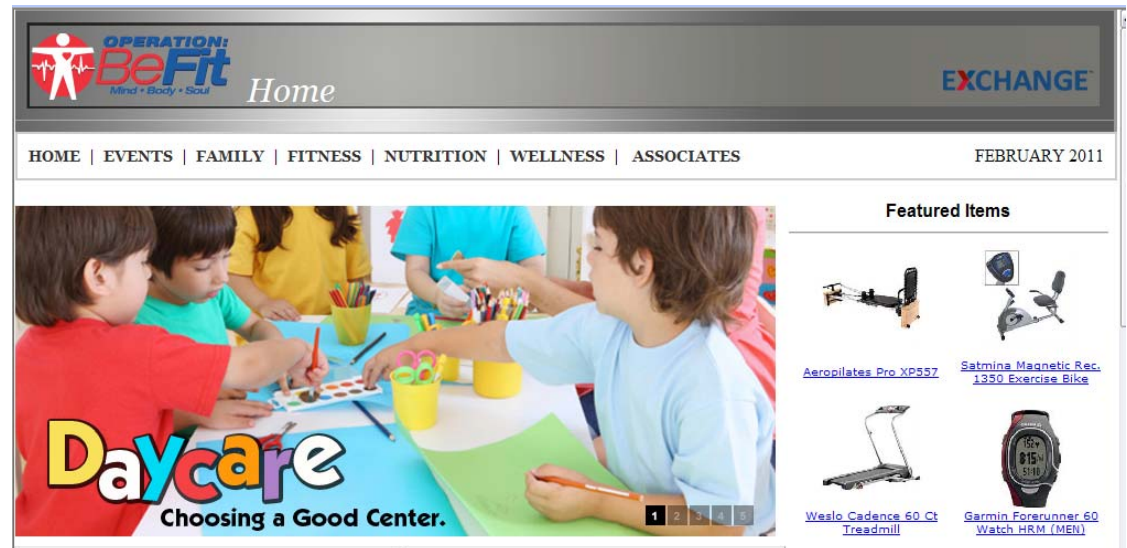 OPERATION:
BeFit
Mind • Body • Soul
Home
EXCHANGE
HOME | EVENTS | FAMILY | FITNESS | NUTRITION | WELLNESS | ASSOCIATES
FEBRUARY 2011
Daycare
Choosing a Good Center.
1 2 3 4 5
Featured Items
Aeropilates Pro XP557
Satmina Magnetic Rec.
1350 Exercise Bike
Weslo Cadence 60 Ct
Treadmill
Garmin Forerunner 60
Watch HRM (MEN)